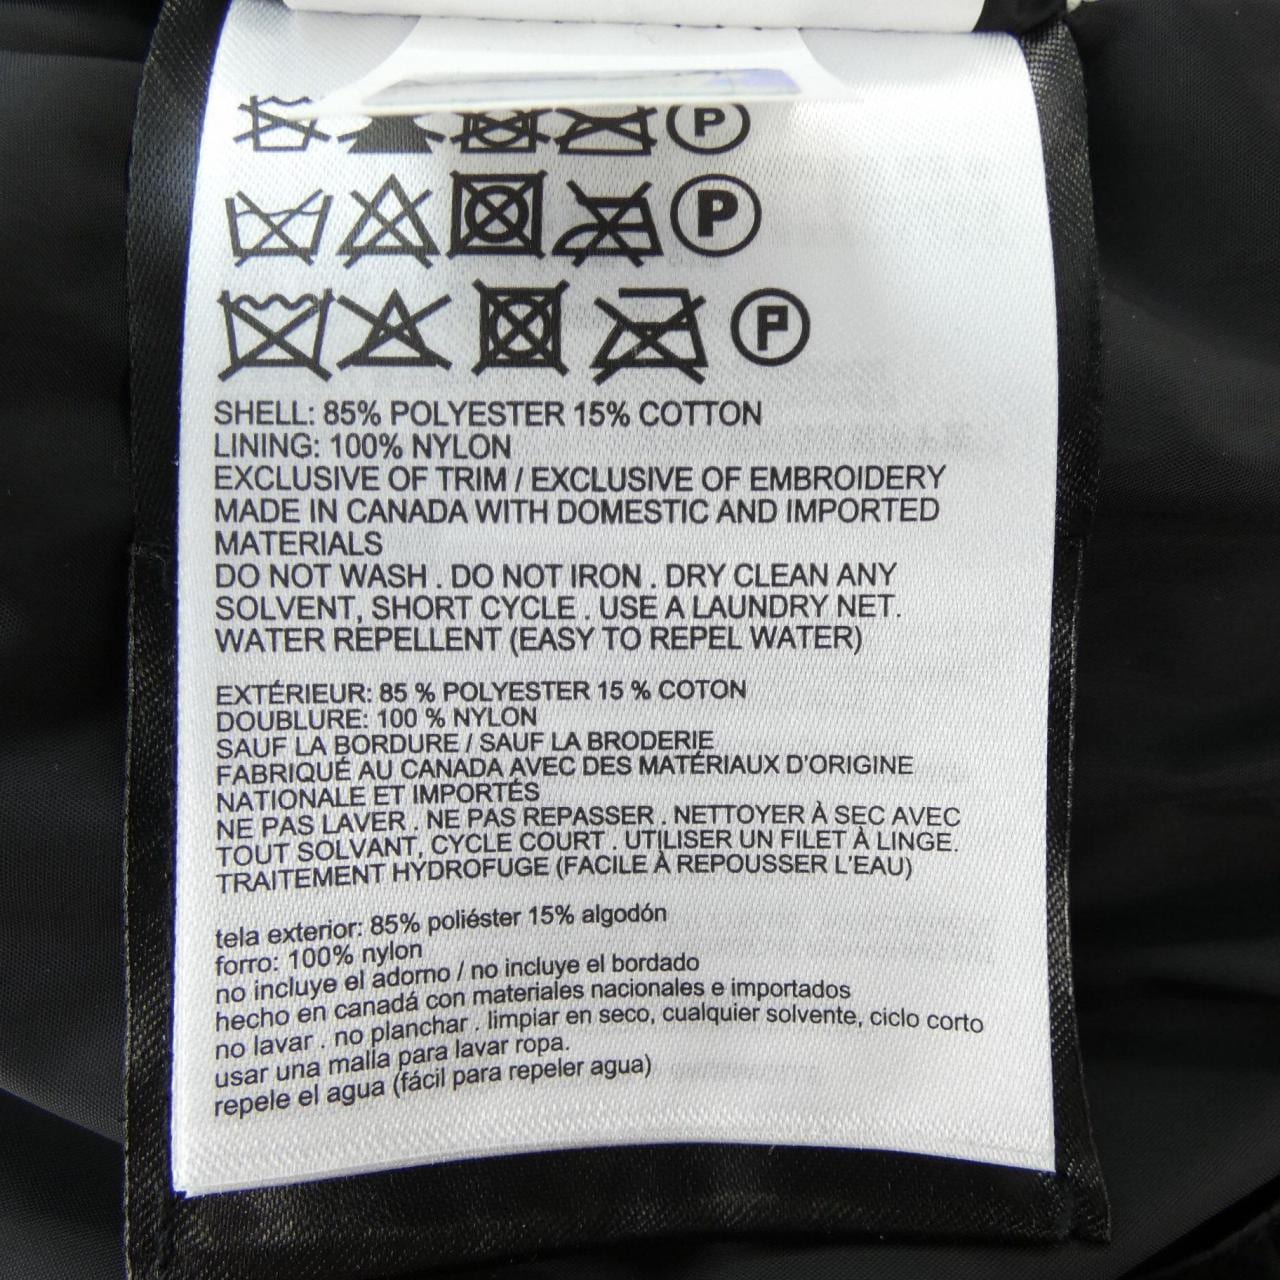 P
P
P
SHELL: 85% POLYESTER 15% COTTON
LINING: 100% NYLON
EXCLUSIVE OF TRIM / EXCLUSIVE OF EMBROIDERY
MADE IN CANADA WITH DOMESTIC AND IMPORTED
MATERIALS
DO NOT WASH . DO NOT IRON . DRY CLEAN ANY
SOLVENT, SHORT CYCLE . USE A LAUNDRY NET.
WATER REPELLENT (EASY TO REPEL WATER)
EXTÉRIEUR: 85 % POLYESTER 15 % COTON
DOUBLURE: 100 % NYLON
SAUF LA BORDURE / SAUF LA BRODERIE
FABRIQUÉ AU CANADA AVEC DES MATÉRIAUX D'ORIGINE
NATIONALE ET IMPORTÉS
NE PAS LAVER . NE PAS REPASSER . NETTOYER À SEC AVEC
TOUT SOLVANT, CYCLE COURT . UTILISER UN FILET À LINGE.
TRAITEMENT HYDROFUGE (FACILE À REPOUSSER L'EAU)
tela exterior: 85% poliéster 15% algodón
forro: 100% nylon
no incluye el adorno / no incluye el bordado
hecho en canadá con materiales nacionales e importados
no lavar . no planchar . limpiar en seco, cualquier solvente, ciclo corto
usar una malla para lavar ropa.
repele el agua (fácil para repeler agua)